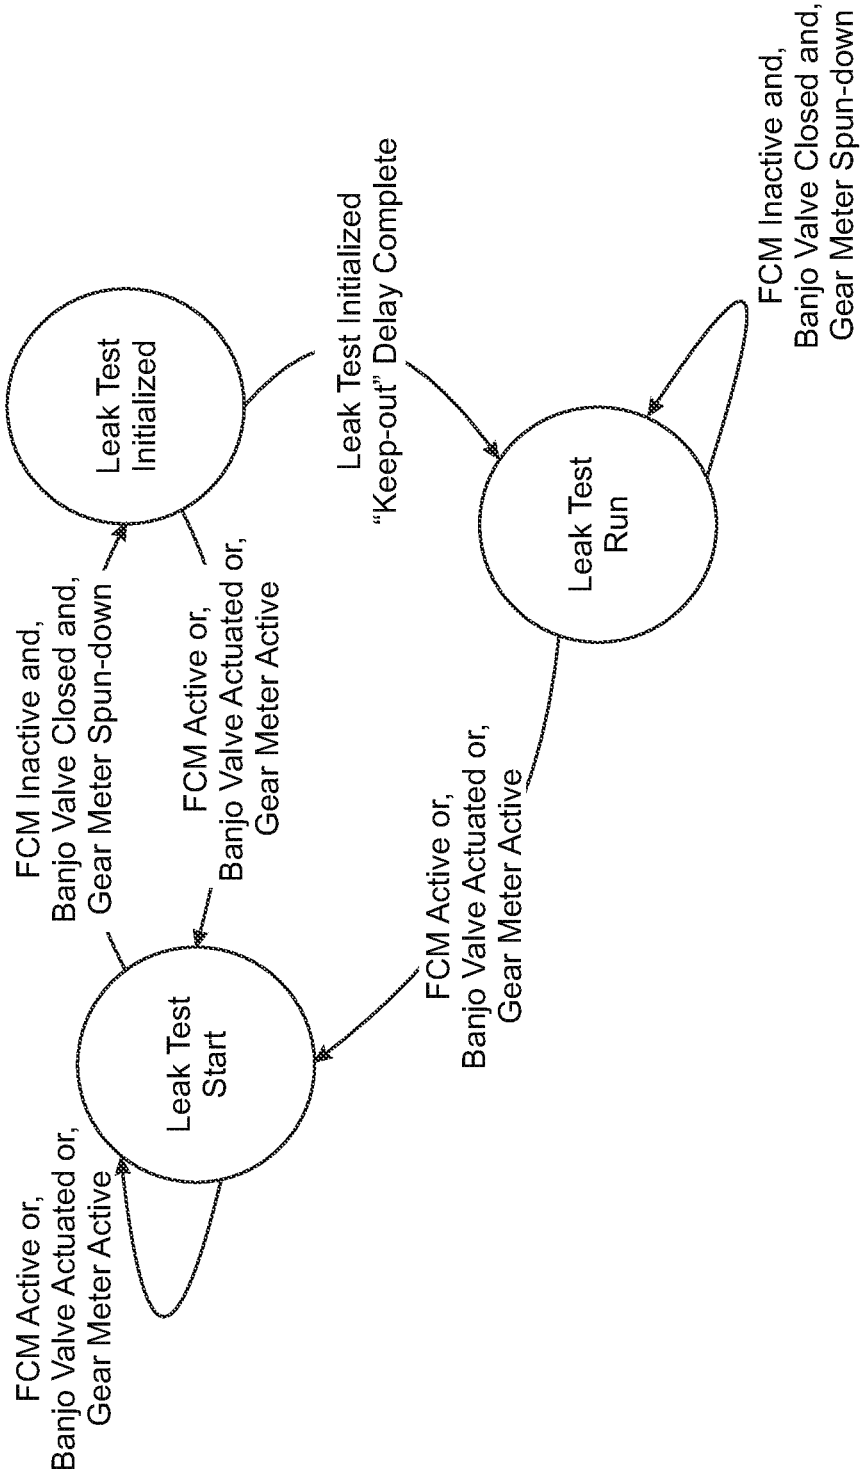 FCM Active or,
Banjo Valve Actuated or,
Gear Meter Active
Leak Test
Start
FCM Inactive and,
Banjo Valve Closed and,
Gear Meter Spun-down
FCM Active or,
Banjo Valve Actuated or,
Gear Meter Active
Leak Test
Initialized
Leak Test Initialized
“Keep-out” Delay Complete
FCM Active or,
Banjo Valve Actuated or,
Gear Meter Active
Leak Test
Run
FCM Inactive and,
Banjo Valve Closed and,
Gear Meter Spun-down